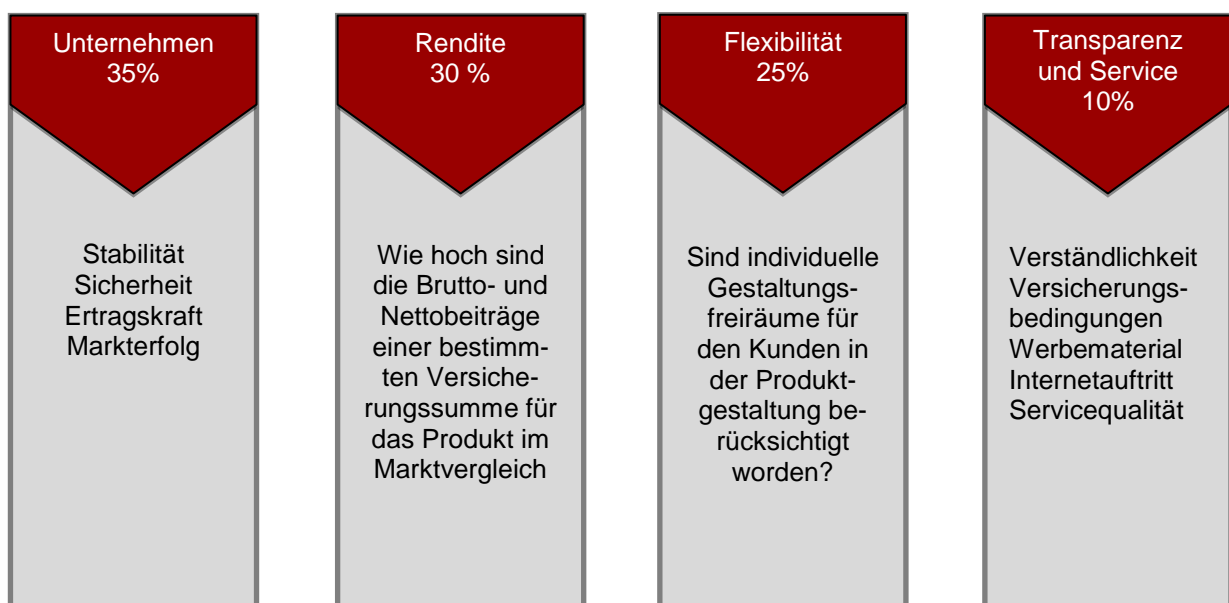 Unternehmen
35%
Stabilität
Sicherheit
Ertragskraft
Markterfolg
Rendite
30 %
Wie hoch sind
die Brutto- und
Nettobeiträge
einer bestimm-
ten Versiche-
rungssumme für
das Produkt im
Marktvergleich
Flexibilität
25%
Sind individuelle
Gestaltungs-
freiräume für
den Kunden in
der Produkt-
gestaltung be-
rücksichtigt
worden?
Transparenz
und Service
10%
Verständlichkeit
Versicherungs-
bedingungen
Werbematerial
Internetauftritt
Servicequalität